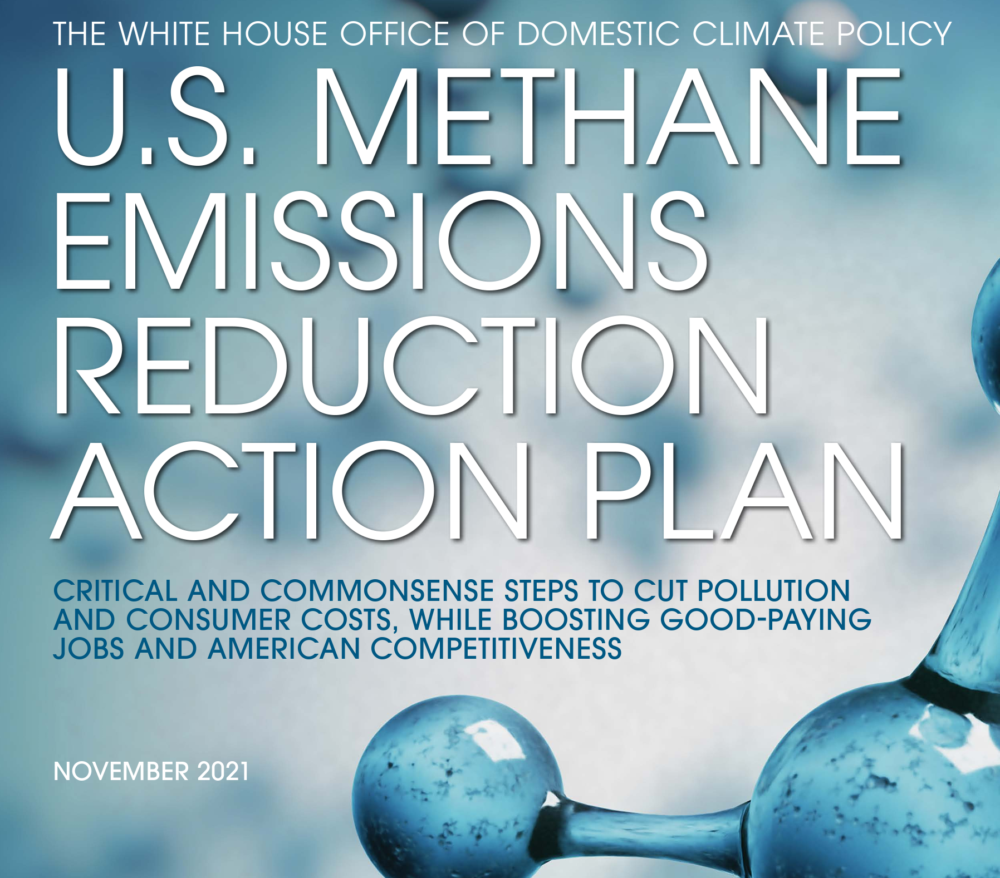 THE WHITE HOUSE OFFICE OF DOMESTIC CLIMATE POLICY
U.S. METHANE
EMISSIONS
REDUCTION
ACTION PLAN
CRITICAL AND COMMONSENSE STEPS TO CUT POLLUTION
AND CONSUMER COSTS, WHILE BOOSTING GOOD-PAYING
JOBS AND AMERICAN COMPETITIVENESS
NOVEMBER 2021